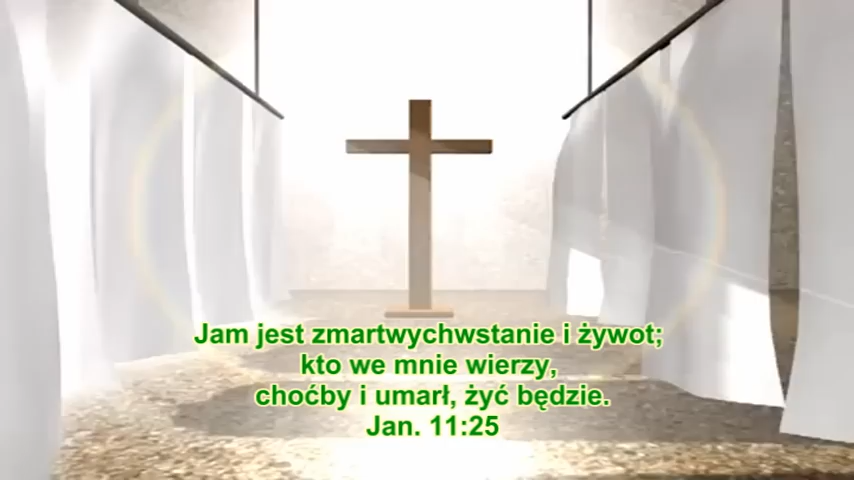 Jam jest zmartwychwstanie i żywot;
kto we mnie wierzy,
choćby i umarł, żyć będzie.
Jan. 11:25